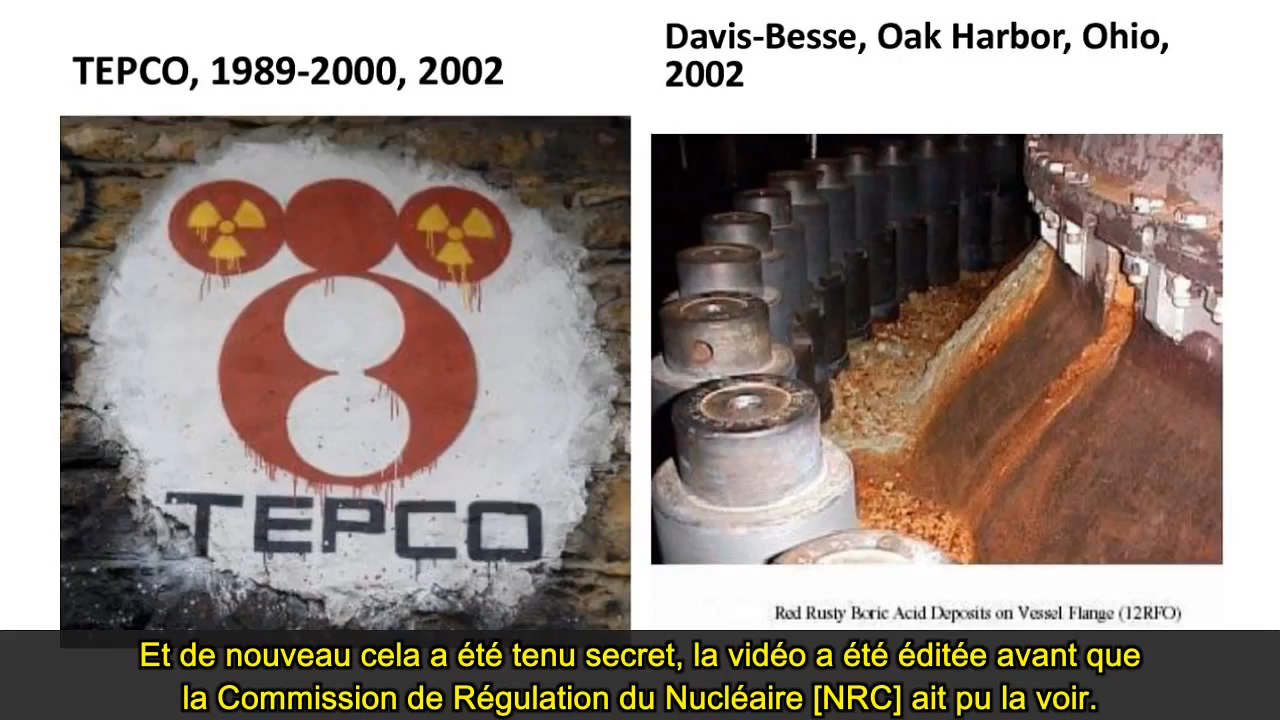 TEPCO, 1989-2000, 2002
Davis-Besse, Oak Harbor, Ohio,
2002
TEPCO
Red Rusty Boric Acid Deposits on Vessel Flange (12RFO)
Et de nouveau cela a été tenu secret, la vidéo a été éditée avant que
la Commission de Régulation du Nucléaire [NRC] ait pu la voir.